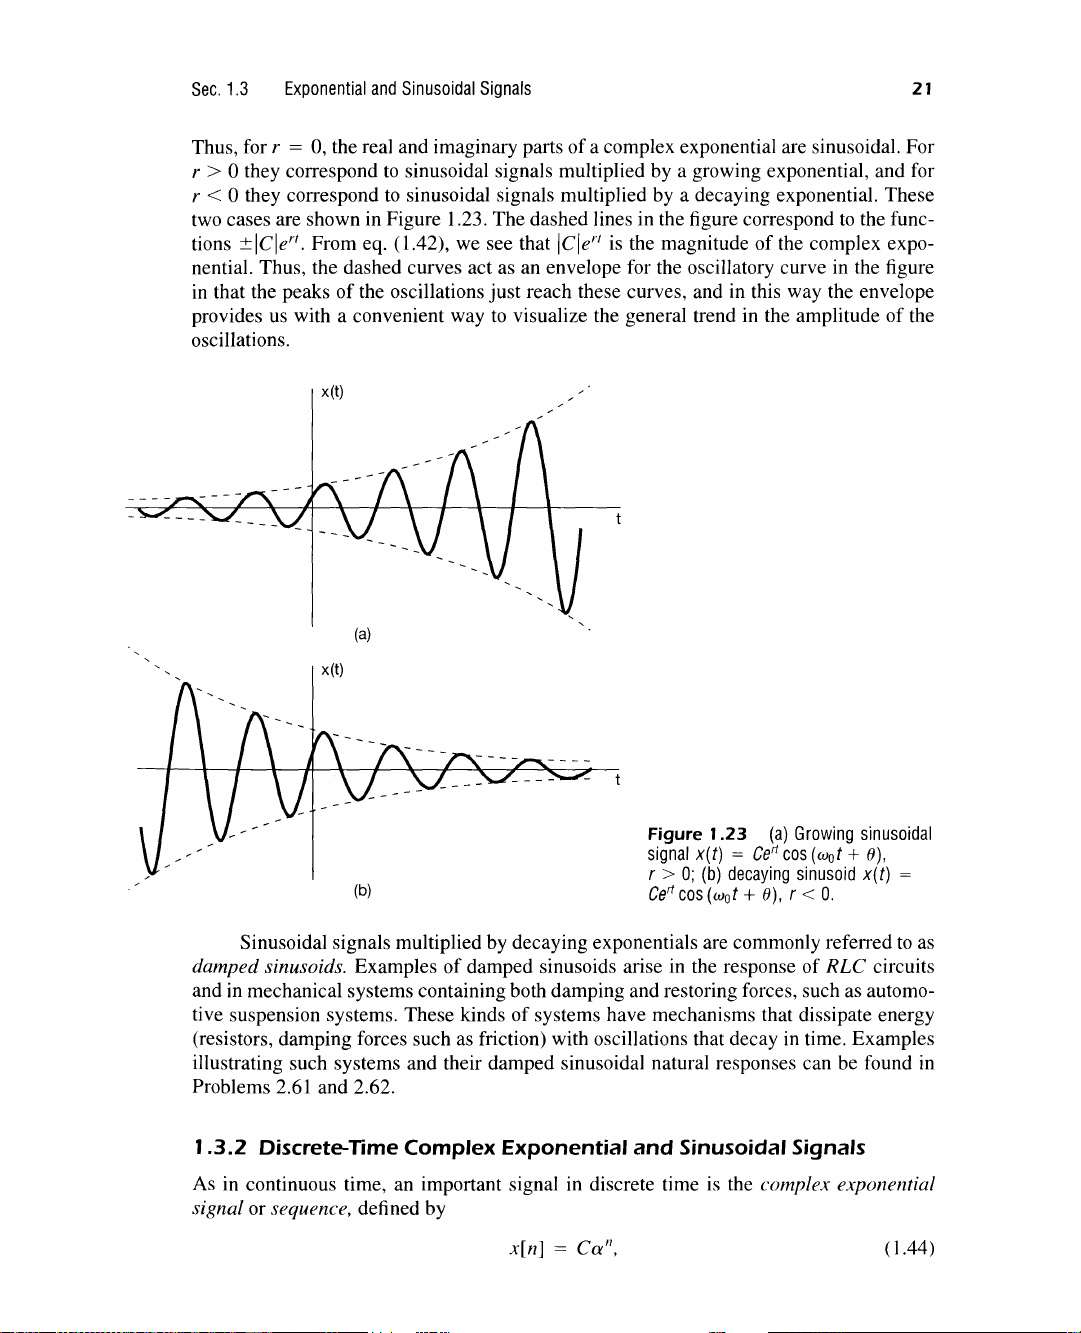 Sec. 1.3 Exponential and Sinusoidal Signals 21
Thus, for r = 0, the real and imaginary parts of a complex exponential are sinusoidal. For
r > 0 they correspond to sinusoidal signals multiplied by a growing exponential, and for
r < 0 they correspond to sinusoidal signals multiplied by a decaying exponential. These
two cases are shown in Figure 1.23. The dashed lines in the figure correspond to the func-
tions ±|C|e^{rt}. From eq. (1.42), we see that |C|e^{rt} is the magnitude of the complex expo-
nential. Thus, the dashed curves act as an envelope for the oscillatory curve in the figure
in that the peaks of the oscillations just reach these curves, and in this way the envelope
provides us with a convenient way to visualize the general trend in the amplitude of the
oscillations.
x(t)
t
(a)
x(t)
t
(b)
Figure 1.23 (a) Growing sinusoidal
signal x(t) = Ce^{rt} cos (ω₀t + θ),
r > 0; (b) decaying sinusoid x(t) =
Ce^{rt} cos (ω₀t + θ), r < 0.
Sinusoidal signals multiplied by decaying exponentials are commonly referred to as
damped sinusoids. Examples of damped sinusoids arise in the response of RLC circuits
and in mechanical systems containing both damping and restoring forces, such as automo-
tive suspension systems. These kinds of systems have mechanisms that dissipate energy
(resistors, damping forces such as friction) with oscillations that decay in time. Examples
illustrating such systems and their damped sinusoidal natural responses can be found in
Problems 2.61 and 2.62.
1.3.2 Discrete-Time Complex Exponential and Sinusoidal Signals
As in continuous time, an important signal in discrete time is the complex exponential
signal or sequence, defined by
x[n] = Cαⁿ, (1.44)